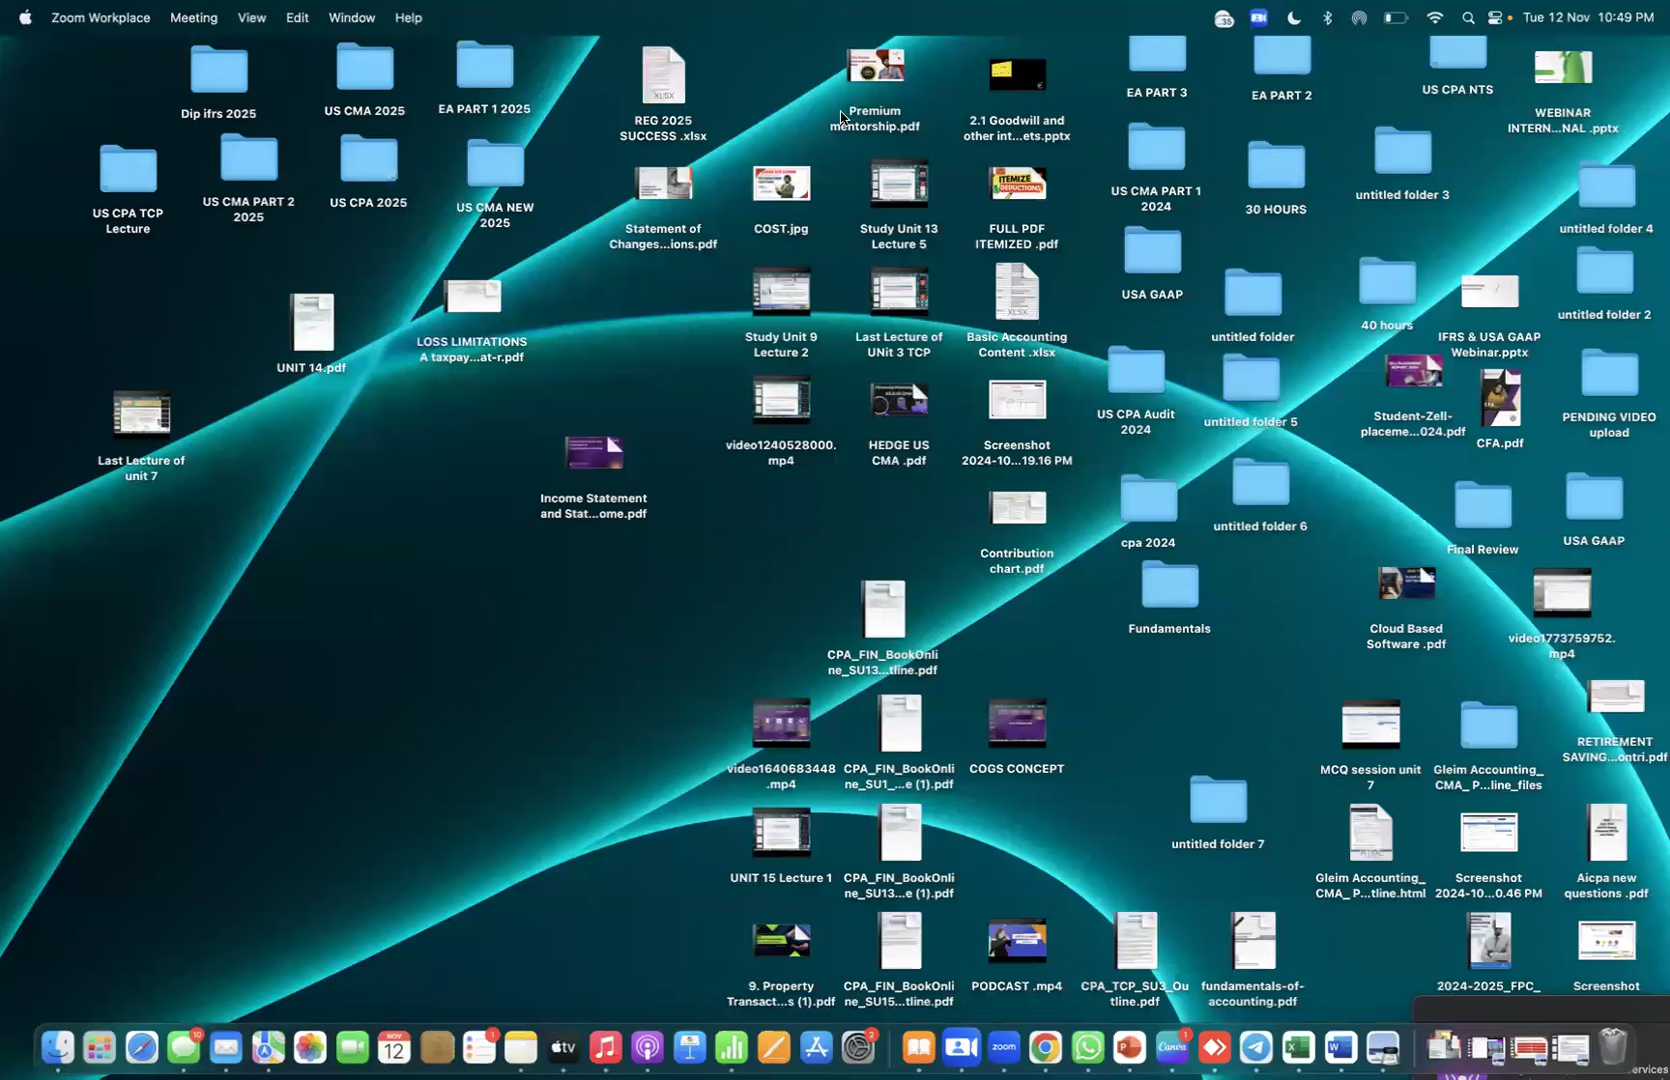 Zoom Workplace Meeting View Edit Window Help
Tue 12 Nov 10:49 PM
Dip ifrs 2025
US CMA 2025
EA PART 1 2025
REG 2025
SUCCESS .xlsx
Premium
mentorship.pdf
2.1 Goodwill and
other int...ets.pptx
EA PART 3
EA PART 2
US CPA NTS
WEBINAR
INTERN...NAL .pptx
US CPA TCP
Lecture
US CMA PART 2
2025
US CPA 2025
US CMA NEW
2025
Statement of
Changes...ions.pdf
COST.jpg
Study Unit 13
Lecture 5
ITEMIZE
DEDUCTIONS
FULL PDF
ITEMIZED .pdf
US CMA PART 1
2024
30 HOURS
untitled folder 3
untitled folder 4
UNIT 14.pdf
LOSS LIMITATIONS
A taxpay...at-r.pdf
Study Unit 9
Lecture 2
Last Lecture of
UNit 3 TCP
XLSX
Basic Accounting
Content .xlsx
USA GAAP
untitled folder
40 hours
IFRS & USA GAAP
Webinar.pptx
untitled folder 2
Last Lecture of
unit 7
Income Statement
and Stat...ome.pdf
video1240528000.
mp4
HEDGE US
CMA .pdf
Screenshot
2024-10...19.16 PM
US CPA Audit
2024
untitled folder 5
Student-Zell-
placeme...024.pdf
CFA.pdf
PENDING VIDEO
upload
Contribution
chart.pdf
cpa 2024
untitled folder 6
Final Review
USA GAAP
CPA_FIN_BookOnli
ne_SU13...tline.pdf
Fundamentals
Cloud Based
Software .pdf
video1773759752.
mp4
video1640683448
.mp4
CPA_FIN_BookOnli
ne_SU1_...e (1).pdf
COGS CONCEPT
untitled folder 7
MCQ session unit
7
Gleim Accounting_
CMA_ P...line_files
RETIREMENT
SAVING...ontri.pdf
UNIT 15 Lecture 1
CPA_FIN_BookOnli
ne_SU13...e (1).pdf
Gleim Accounting_
CMA_ P...tline.html
Screenshot
2024-10...0.46 PM
Aicpa new
questions .pdf
9. Property
Transact...s (1).pdf
CPA_FIN_BookOnli
ne_SU15...tline.pdf
PODCAST .mp4
CPA_TCP_SU3_Ou
tline.pdf
fundamentals-of-
accounting.pdf
2024-2025_FPC_
Screenshot
10
NOV
12
1
tv
2
zoom
1
Canva